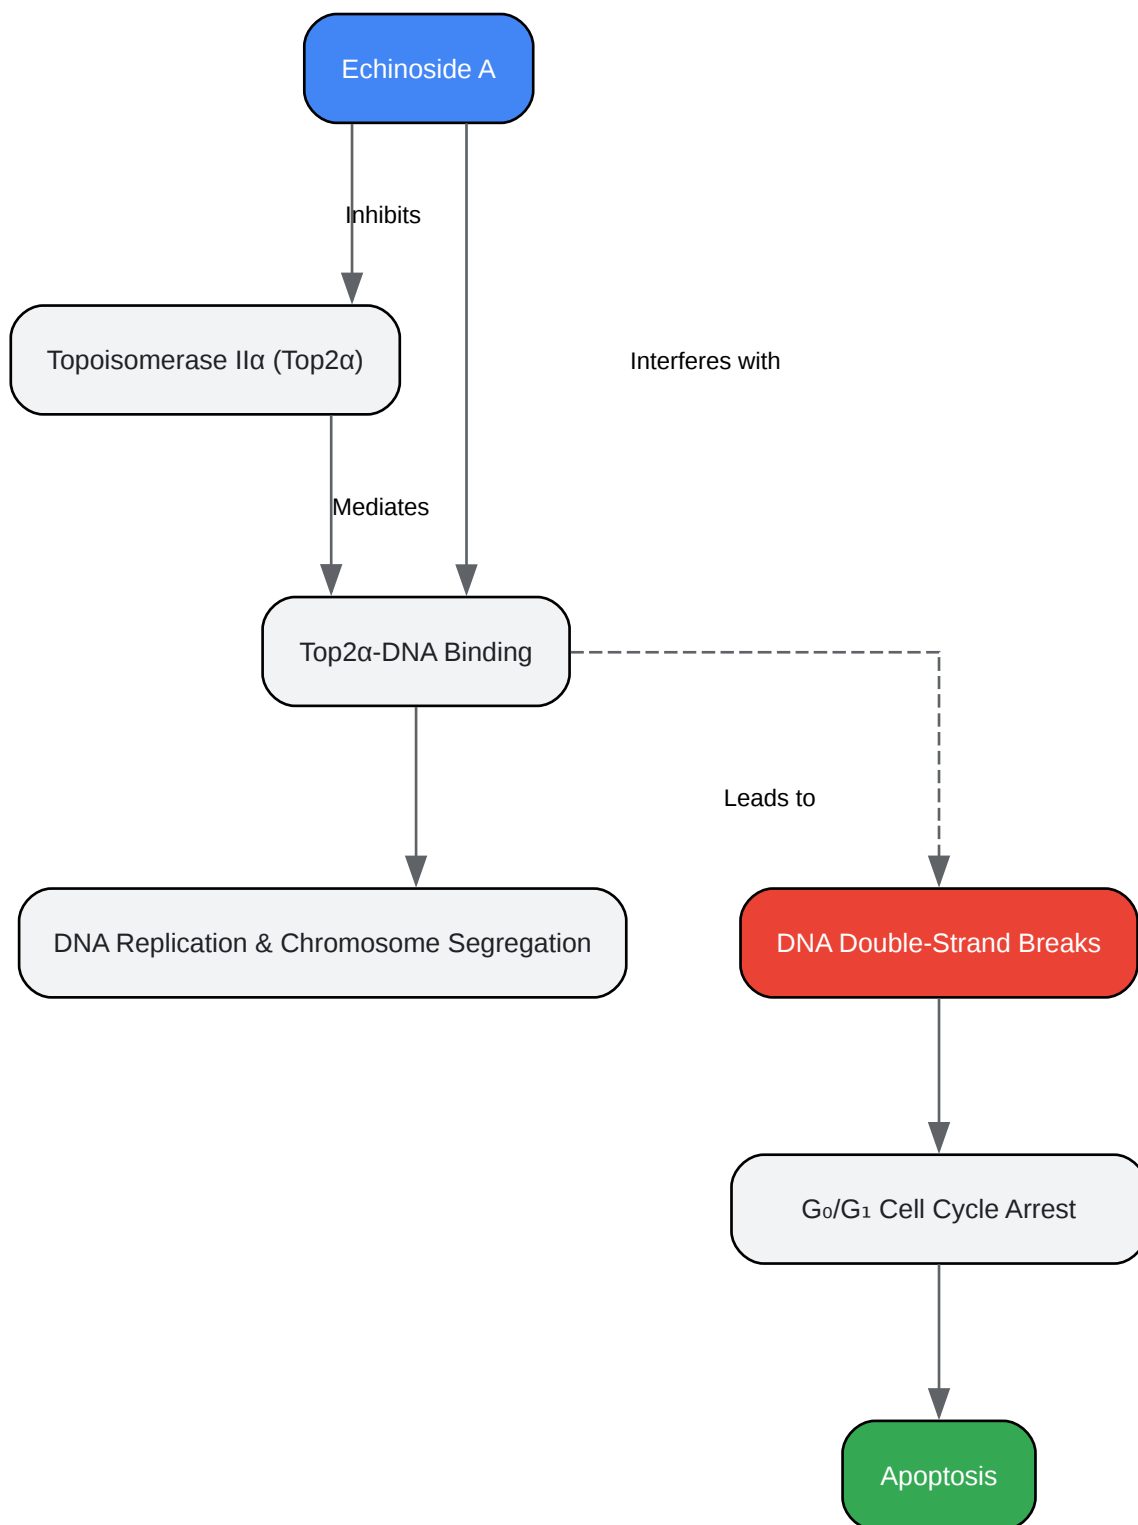 Echinoside A
Inhibits
Topoisomerase IIα (Top2α)
Interferes with
Mediates
Top2α-DNA Binding
Leads to
DNA Replication & Chromosome Segregation
DNA Double-Strand Breaks
G₀/G₁ Cell Cycle Arrest
Apoptosis